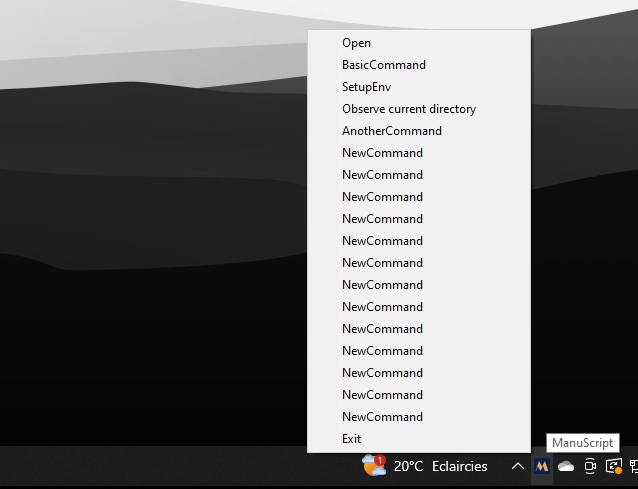 Open
BasicCommand
SetupEnv
Observe current directory
AnotherCommand
NewCommand
NewCommand
NewCommand
NewCommand
NewCommand
NewCommand
NewCommand
NewCommand
NewCommand
NewCommand
NewCommand
NewCommand
NewCommand
Exit
ManuScript
1
20°C Eclaircies